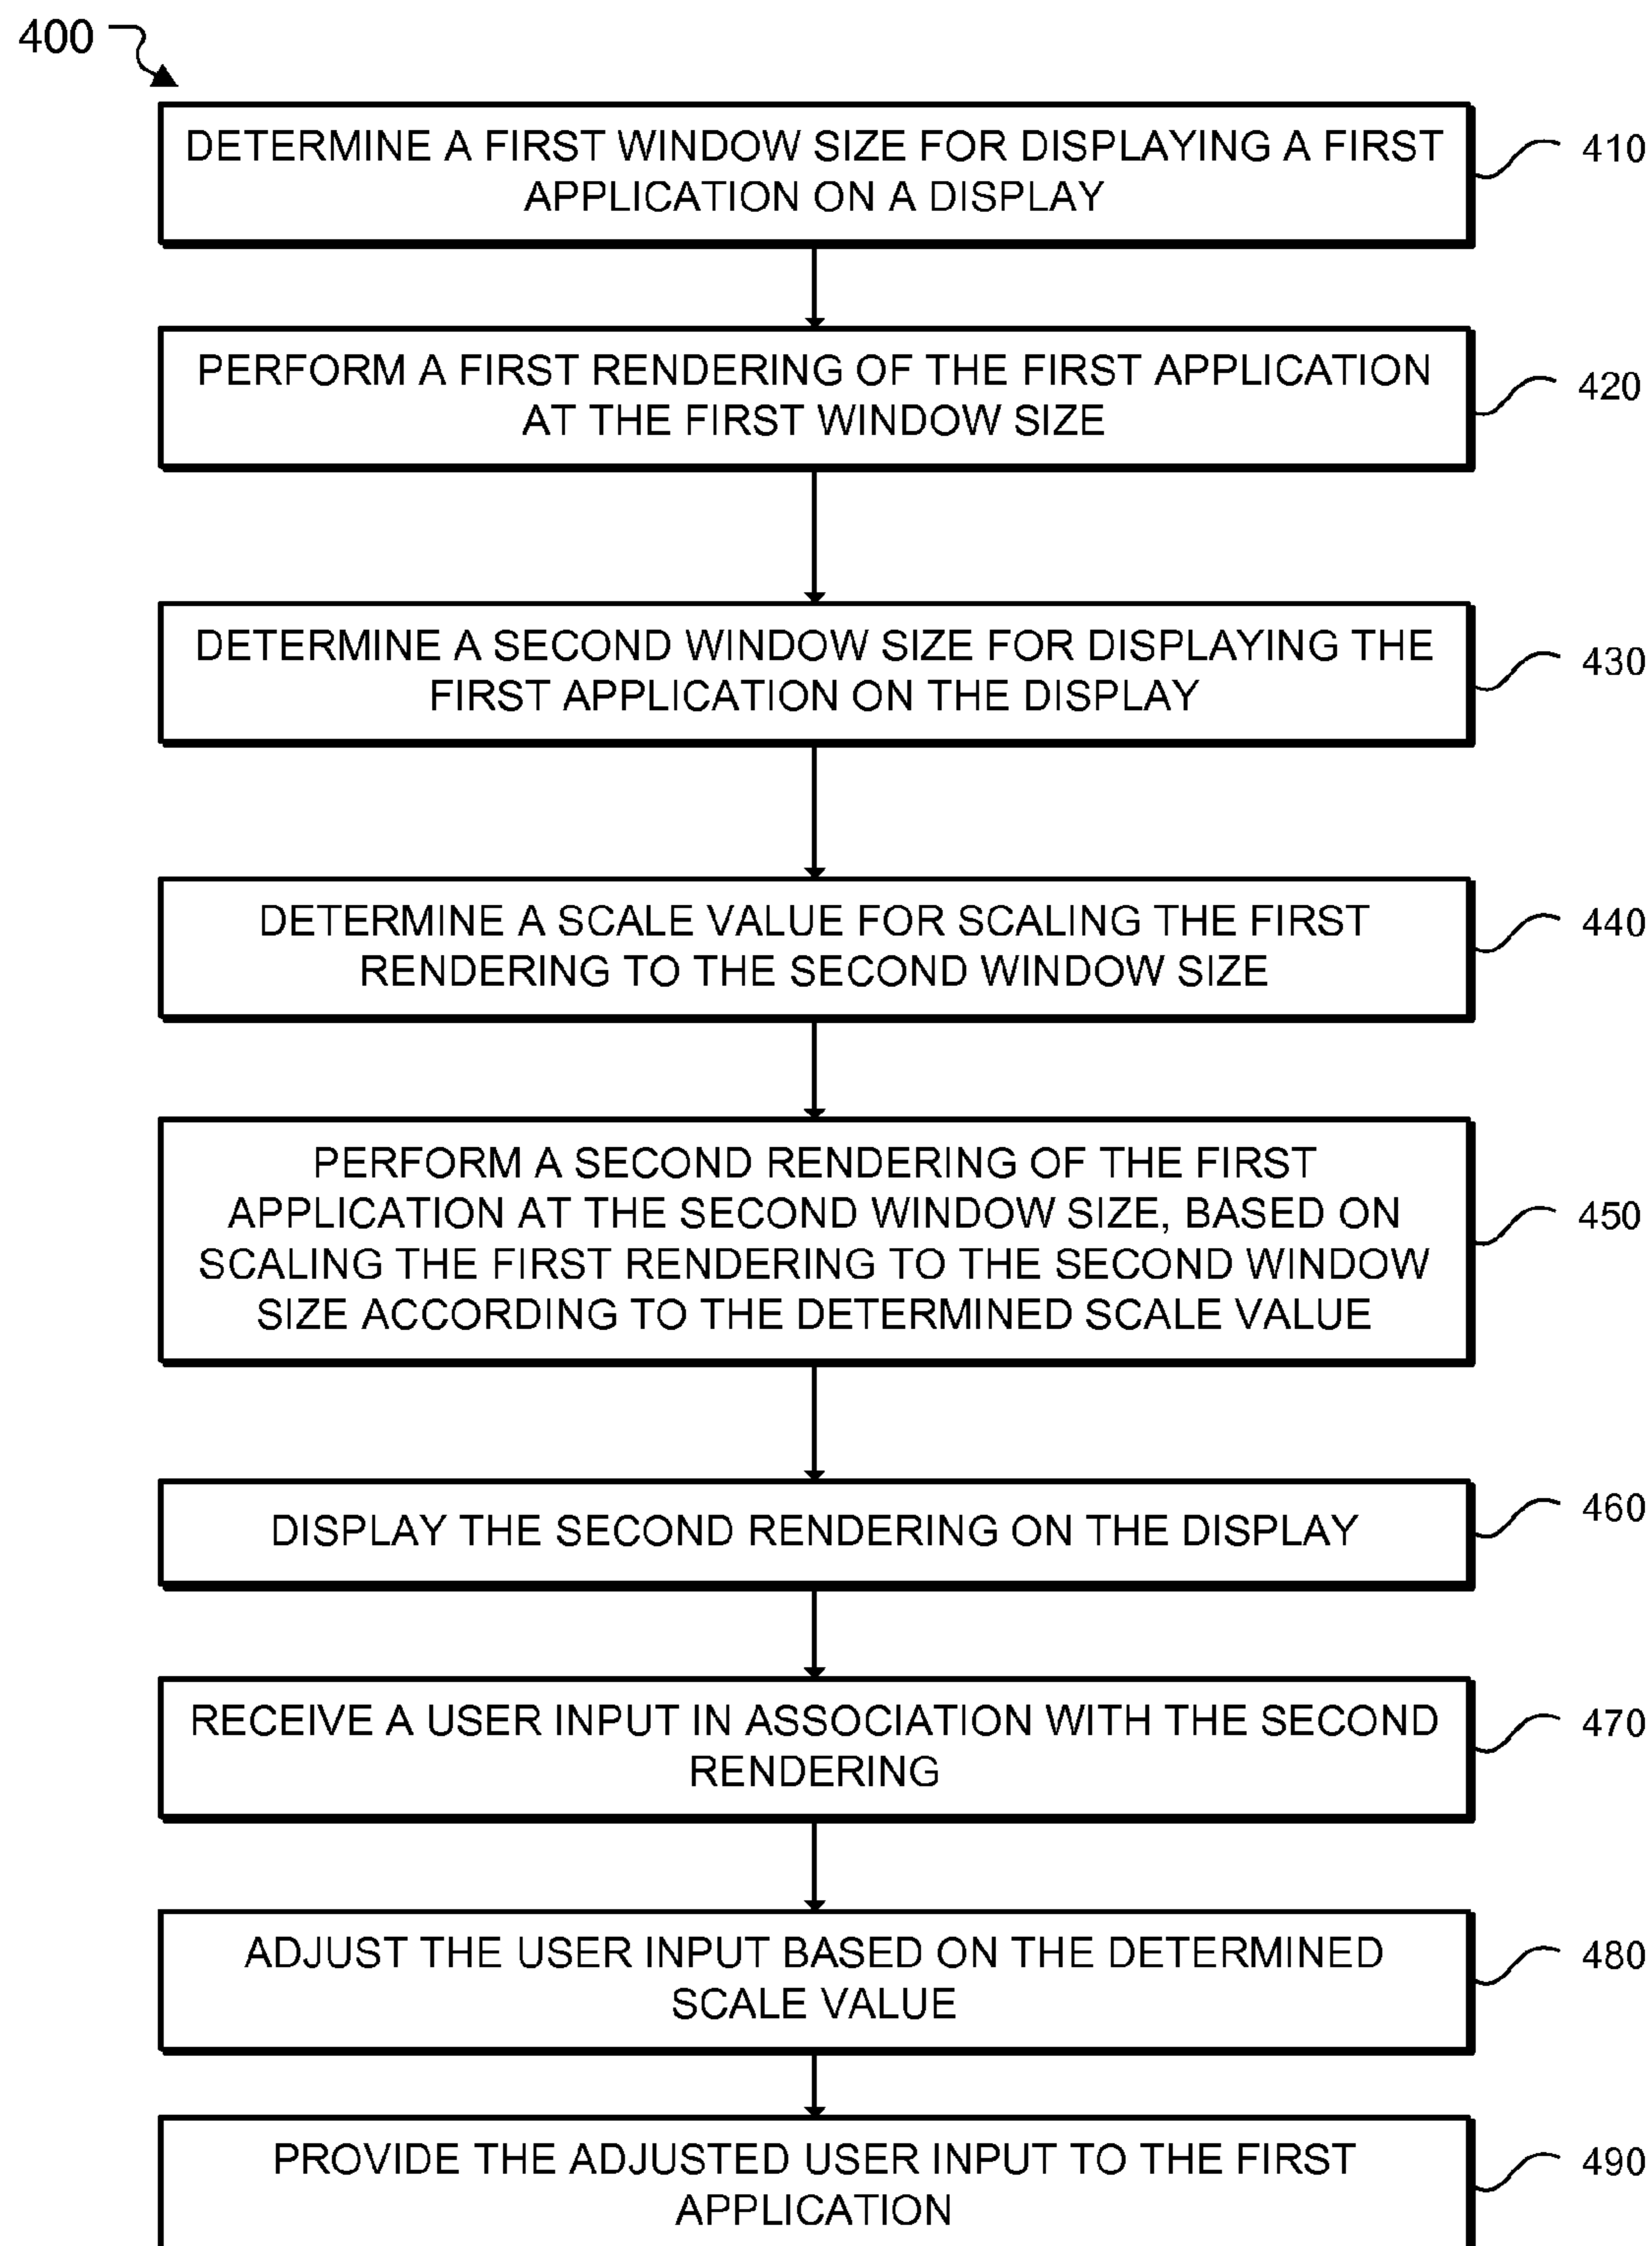 400
DETERMINE A FIRST WINDOW SIZE FOR DISPLAYING A FIRST
APPLICATION ON A DISPLAY
410
PERFORM A FIRST RENDERING OF THE FIRST APPLICATION
AT THE FIRST WINDOW SIZE
420
DETERMINE A SECOND WINDOW SIZE FOR DISPLAYING THE
FIRST APPLICATION ON THE DISPLAY
430
DETERMINE A SCALE VALUE FOR SCALING THE FIRST
RENDERING TO THE SECOND WINDOW SIZE
440
PERFORM A SECOND RENDERING OF THE FIRST
APPLICATION AT THE SECOND WINDOW SIZE, BASED ON
SCALING THE FIRST RENDERING TO THE SECOND WINDOW
SIZE ACCORDING TO THE DETERMINED SCALE VALUE
450
DISPLAY THE SECOND RENDERING ON THE DISPLAY
460
RECEIVE A USER INPUT IN ASSOCIATION WITH THE SECOND
RENDERING
470
ADJUST THE USER INPUT BASED ON THE DETERMINED
SCALE VALUE
480
PROVIDE THE ADJUSTED USER INPUT TO THE FIRST
APPLICATION
490